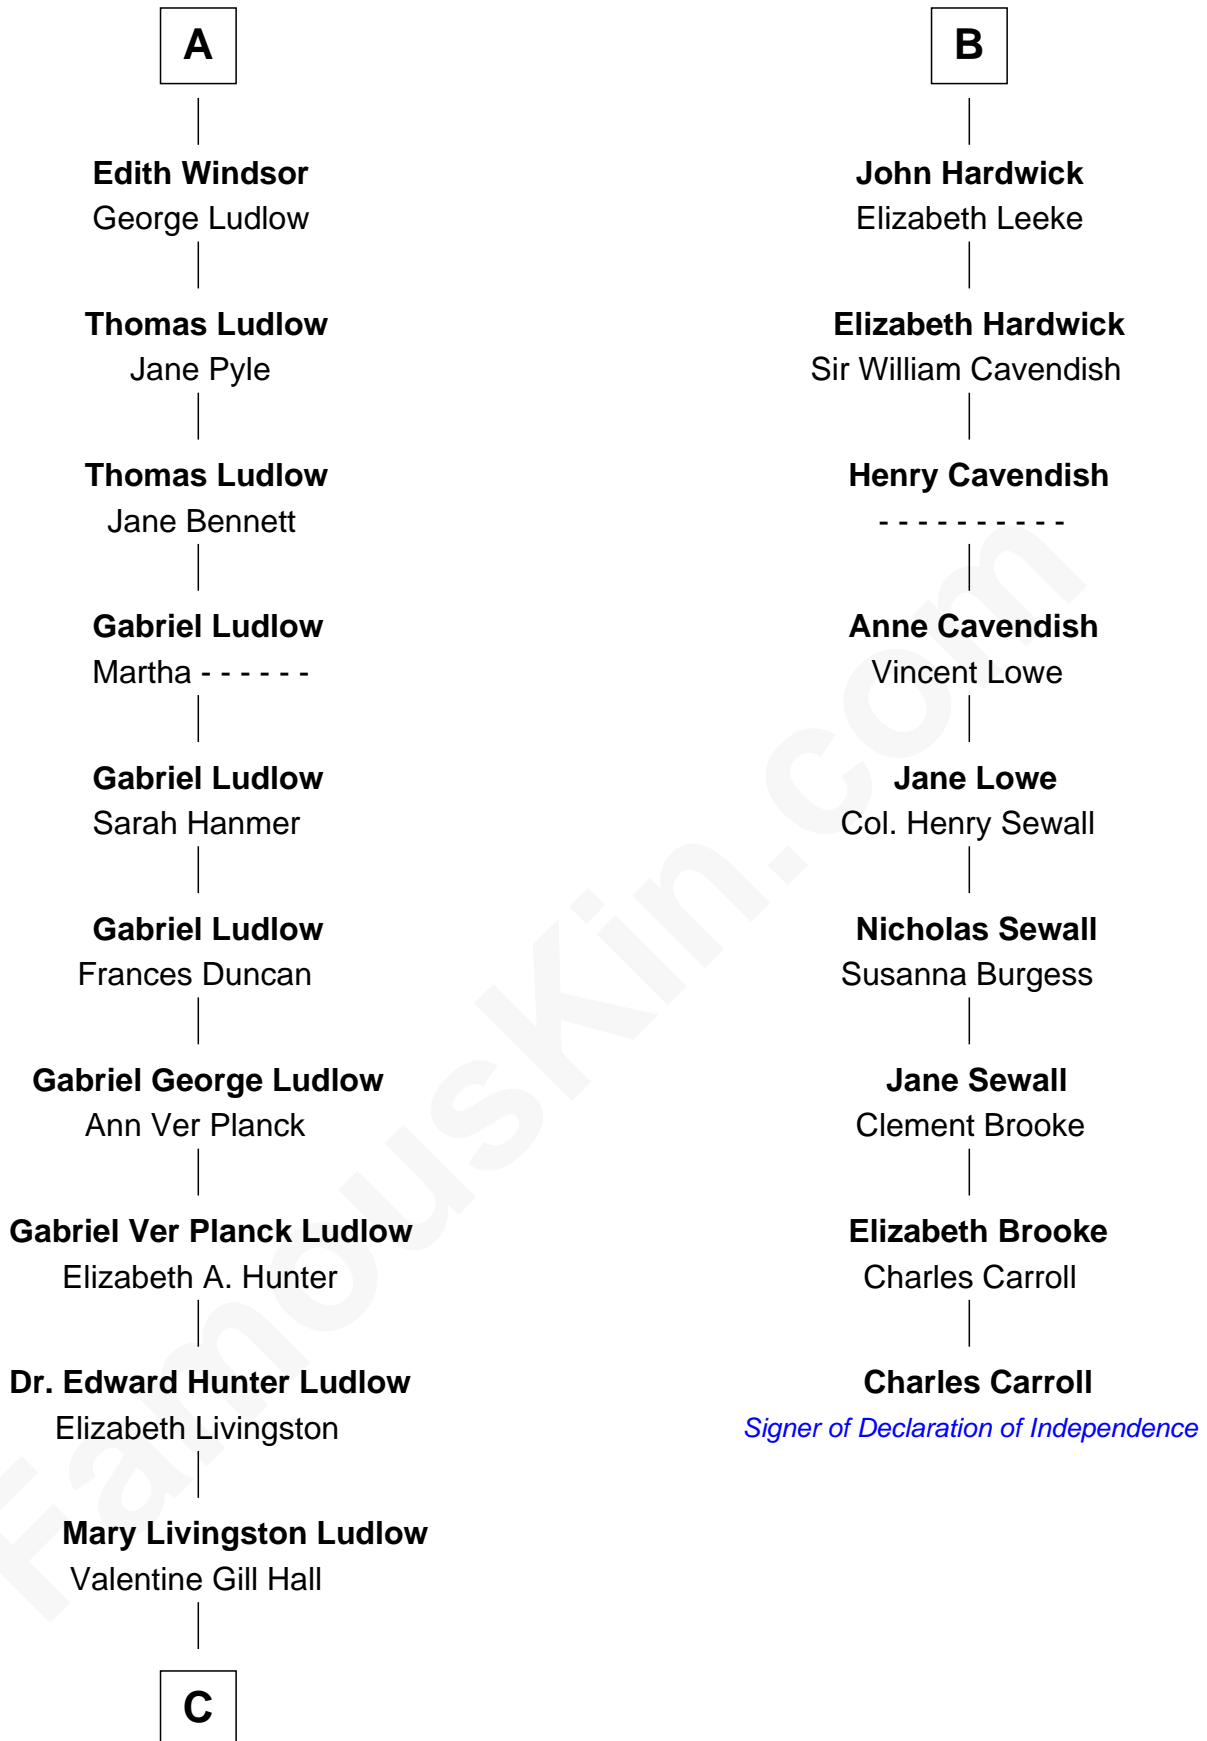 A
Edith Windsor
George Ludlow
Thomas Ludlow
Jane Pyle
Thomas Ludlow
Jane Bennett
Gabriel Ludlow
Martha - - - - - -
Gabriel Ludlow
Sarah Hanmer
Gabriel Ludlow
Frances Duncan
Gabriel George Ludlow
Ann Ver Planck
Gabriel Ver Planck Ludlow
Elizabeth A. Hunter
Dr. Edward Hunter Ludlow
Elizabeth Livingston
Mary Livingston Ludlow
Valentine Gill Hall
C
B
John Hardwick
Elizabeth Leeke
Elizabeth Hardwick
Sir William Cavendish
Henry Cavendish
- - - - - - - - - -
Anne Cavendish
Vincent Lowe
Jane Lowe
Col. Henry Sewall
Nicholas Sewall
Susanna Burgess
Jane Sewall
Clement Brooke
Elizabeth Brooke
Charles Carroll
Charles Carroll
Signer of Declaration of Independence
FamousKin.com